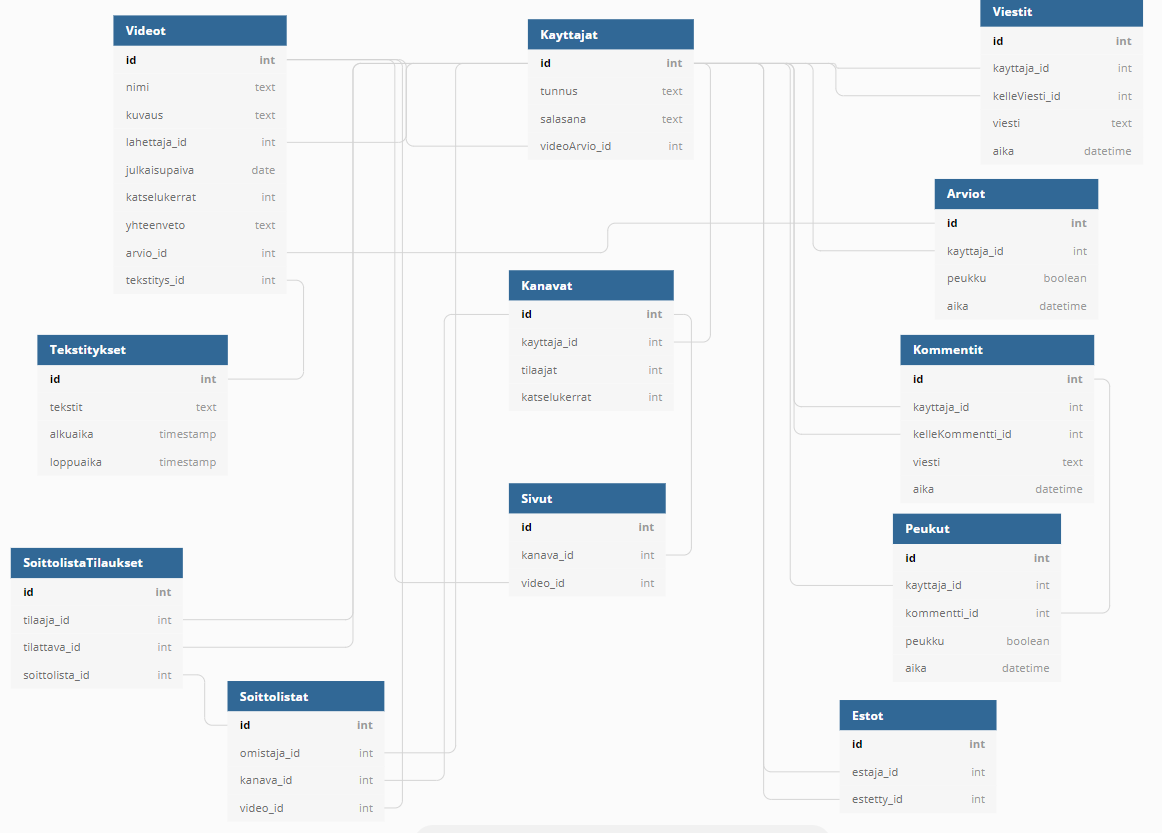 Videot
id int
nimi text
kuvaus text
lahettaja_id int
julkaisupaiva date
katselukerrat int
yhteenveto text
arvio_id int
tekstitys_id int
Kayttajat
id int
tunnus text
salasana text
videoArvio_id int
Viestit
id int
kayttaja_id int
kelleViesti_id int
viesti text
aika datetime
Arviot
id int
kayttaja_id int
peukku boolean
aika datetime
Kanavat
id int
kayttaja_id int
tilaajat int
katselukerrat int
Tekstitykset
id int
tekstit text
alkuaika timestamp
loppuaika timestamp
Kommentit
id int
kayttaja_id int
kelleKommentti_id int
viesti text
aika datetime
Sivut
id int
kanava_id int
video_id int
Peukut
id int
kayttaja_id int
kommentti_id int
peukku boolean
aika datetime
SoittolistaTilaukset
id int
tilaaja_id int
tilattava_id int
soittolista_id int
Soittolistat
id int
omistaja_id int
kanava_id int
video_id int
Estot
id int
estaja_id int
estetty_id int